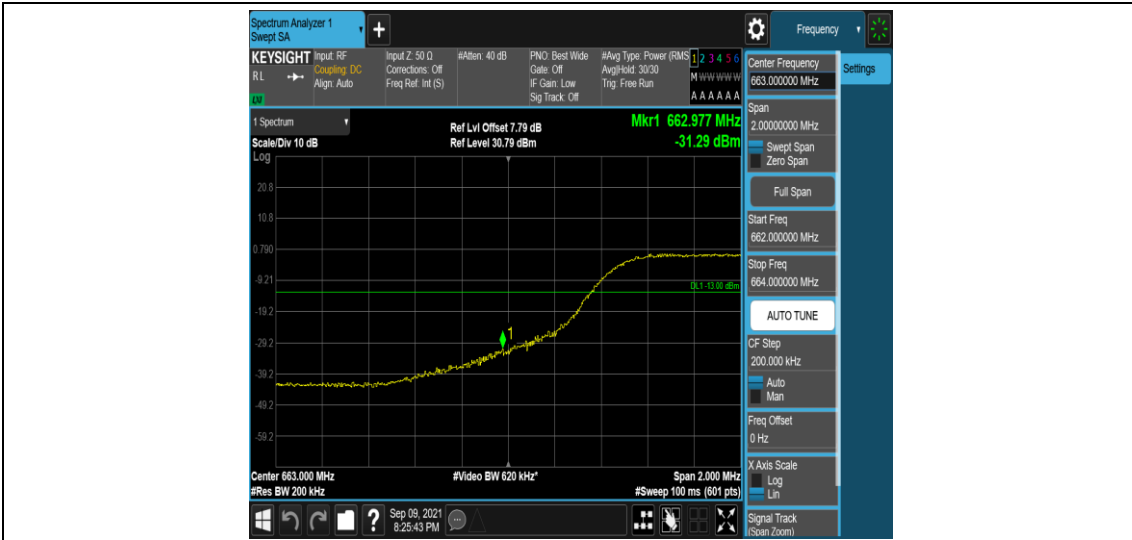 Spectrum Analyzer 1
Swept SA
Frequency
KEYSIGHT
RL
LXI
Input: RF
Coupling: DC
Align: Auto
Input Z: 50 Ω
Corrections: Off
Freq Ref: Int (S)
#Atten: 40 dB
PNO: Best Wide
Gate: Off
IF Gain: Low
Sig Track: Off
#Avg Type: Power (RMS
Avg|Hold: 30/30
Trig: Free Run
1 2 3 4 5 6
M W W W W W
A A A A A A
1 Spectrum
Scale/Div 10 dB
Log
Ref Lvl Offset 7.79 dB
Ref Level 30.79 dBm
Mkr1 662.977 MHz
-31.29 dBm
20.8
10.8
0.790
-9.21
DL1 -13.00 dBm
-19.2
1
-29.2
-39.2
-49.2
-59.2
Center 663.000 MHz
#Res BW 200 kHz
#Video BW 620 kHz*
Span 2.000 MHz
#Sweep 100 ms (601 pts)
?
Sep 09, 2021
8:25:43 PM
Center Frequency
663.000000 MHz
Settings
Span
2.00000000 MHz
Swept Span
Zero Span
Full Span
Start Freq
662.000000 MHz
Stop Freq
664.000000 MHz
AUTO TUNE
CF Step
200.000 kHz
Auto
Man
Freq Offset
0 Hz
X Axis Scale
Log
Lin
Signal Track
(Span Zoom)